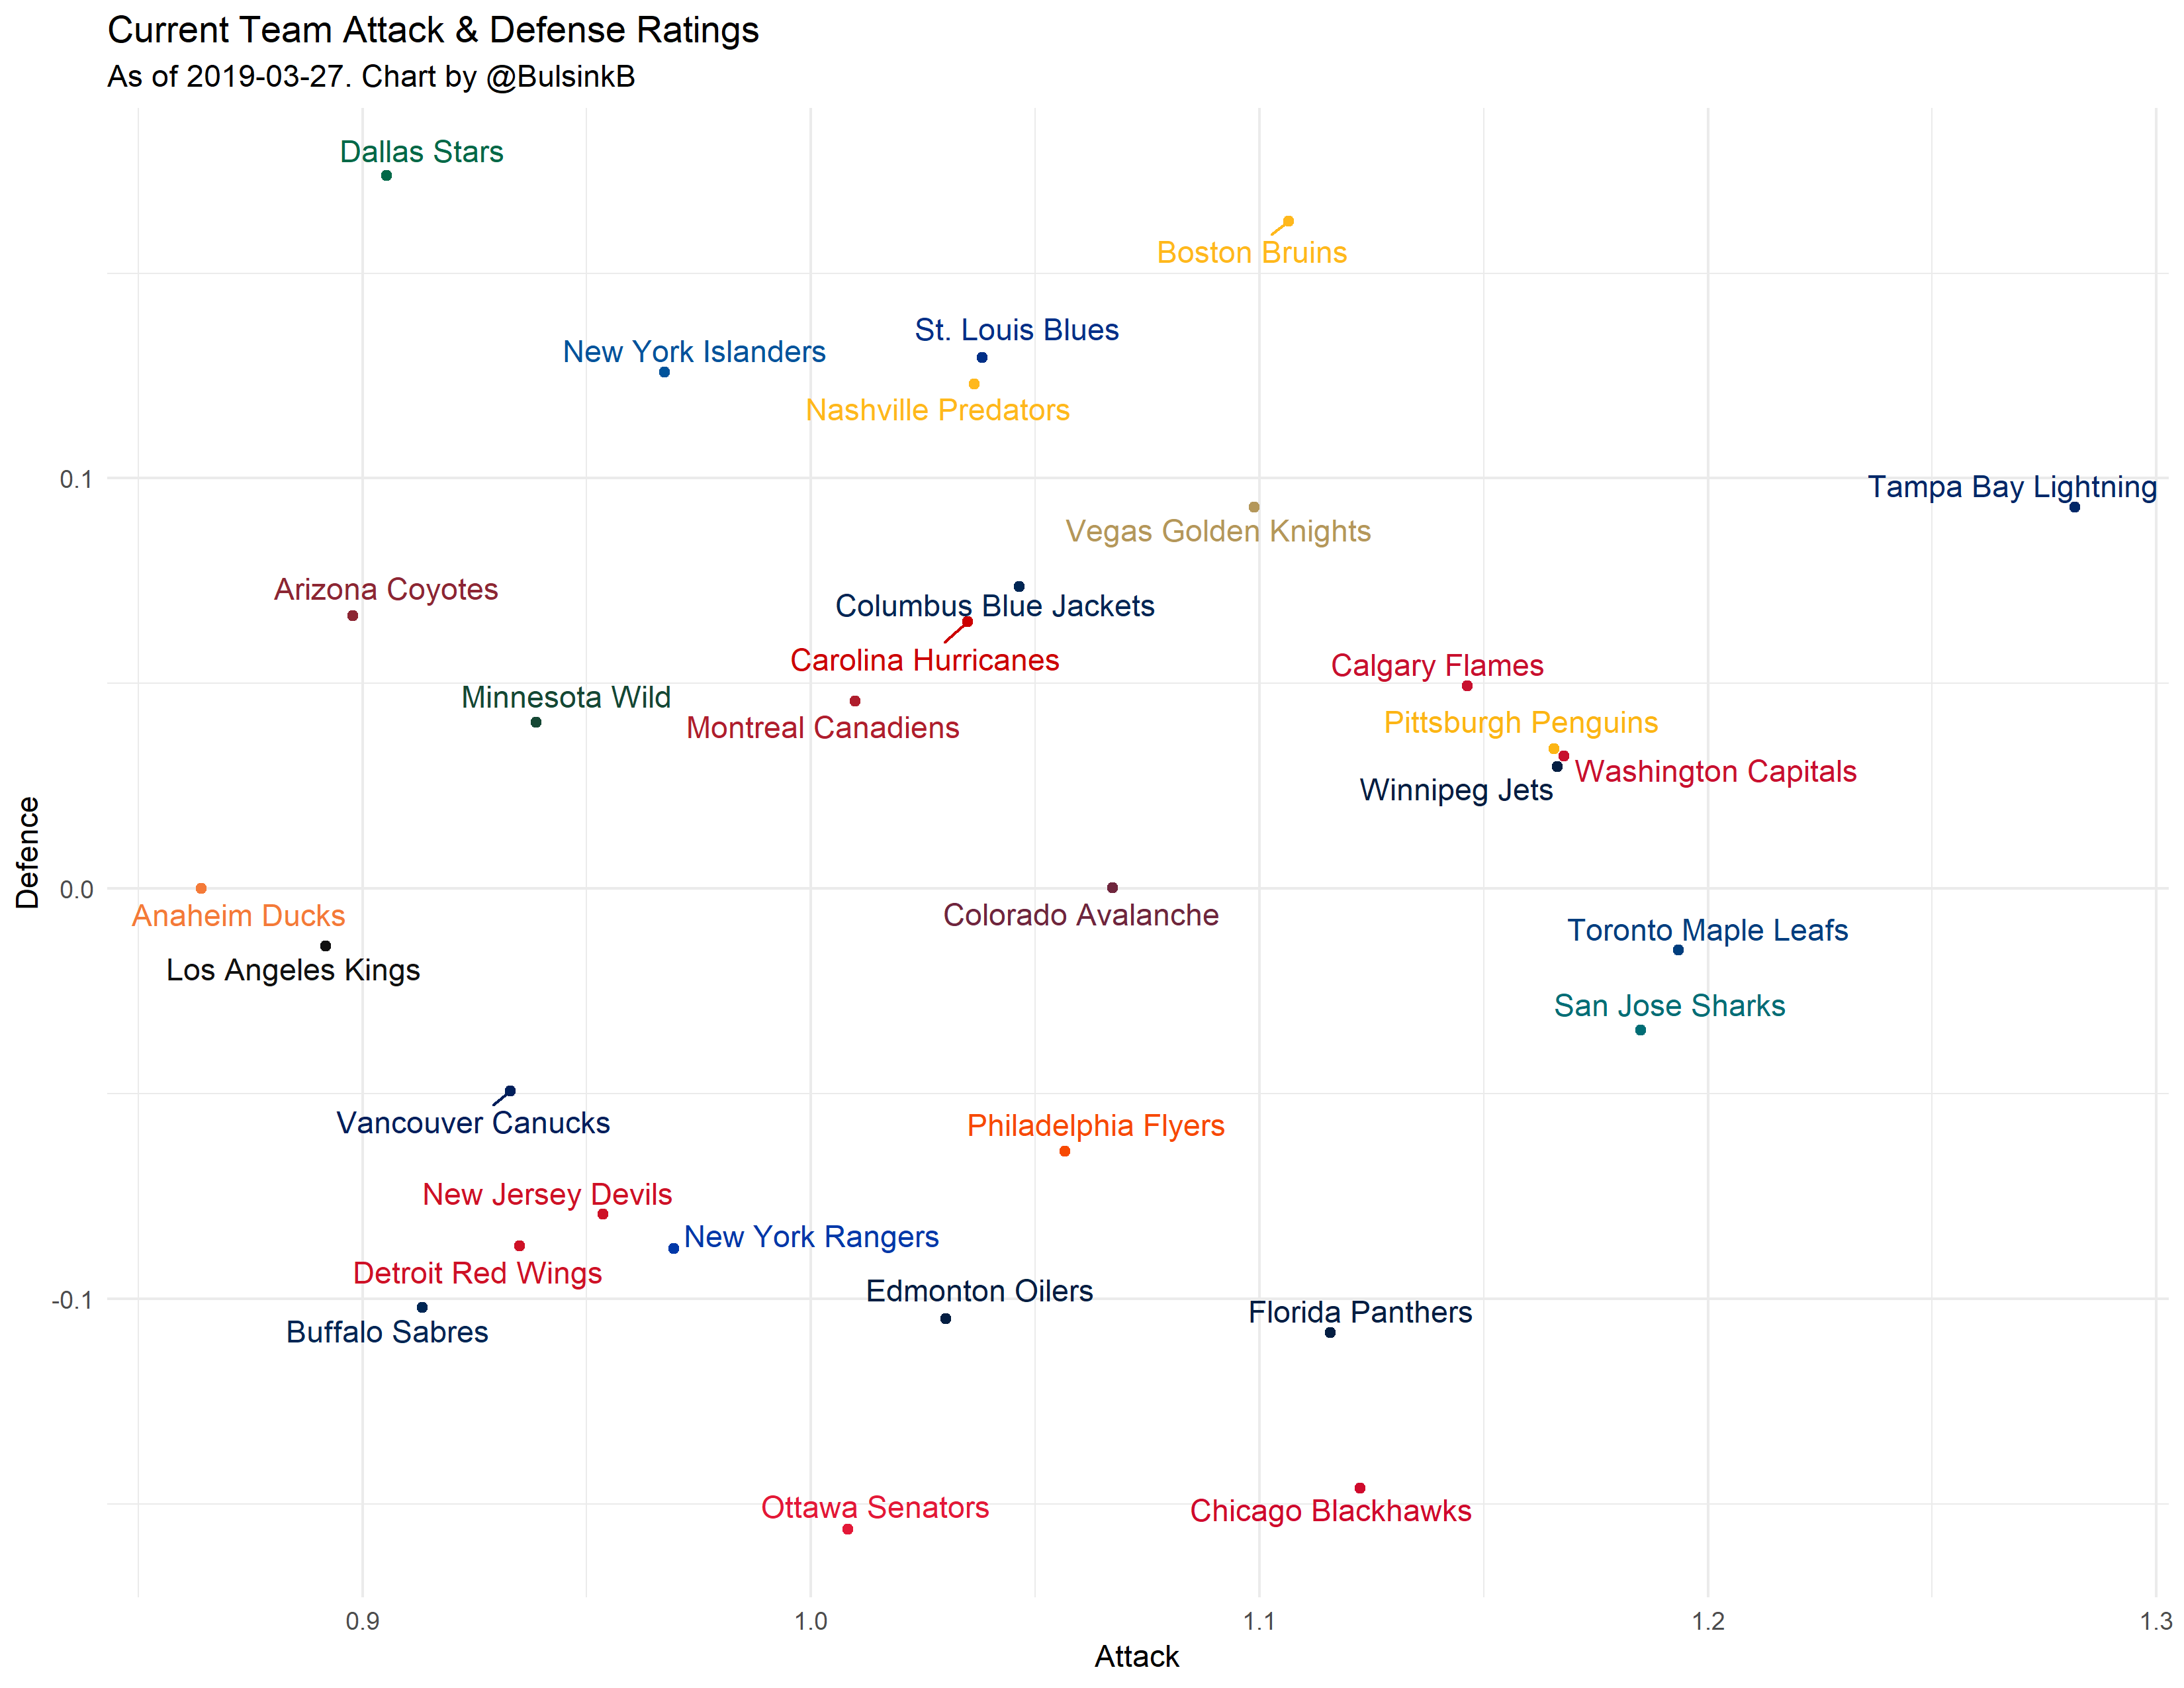 Current Team Attack & Defense Ratings
As of 2019-03-27. Chart by @BulsinkB
Dallas Stars
Boston Bruins
St. Louis Blues
New York Islanders
Nashville Predators
0.1
Tampa Bay Lightning
Vegas Golden Knights
Arizona Coyotes
Columbus Blue Jackets
Carolina Hurricanes
Calgary Flames
Minnesota Wild
Montreal Canadiens
Pittsburgh Penguins
Washington Capitals
Winnipeg Jets
Defence
0.0
Anaheim Ducks
Colorado Avalanche
Toronto Maple Leafs
Los Angeles Kings
San Jose Sharks
Vancouver Canucks
Philadelphia Flyers
New Jersey Devils
New York Rangers
Detroit Red Wings
Edmonton Oilers
-0.1
Florida Panthers
Buffalo Sabres
Ottawa Senators
Chicago Blackhawks
0.9
1.0
1.1
1.2
1.3
Attack